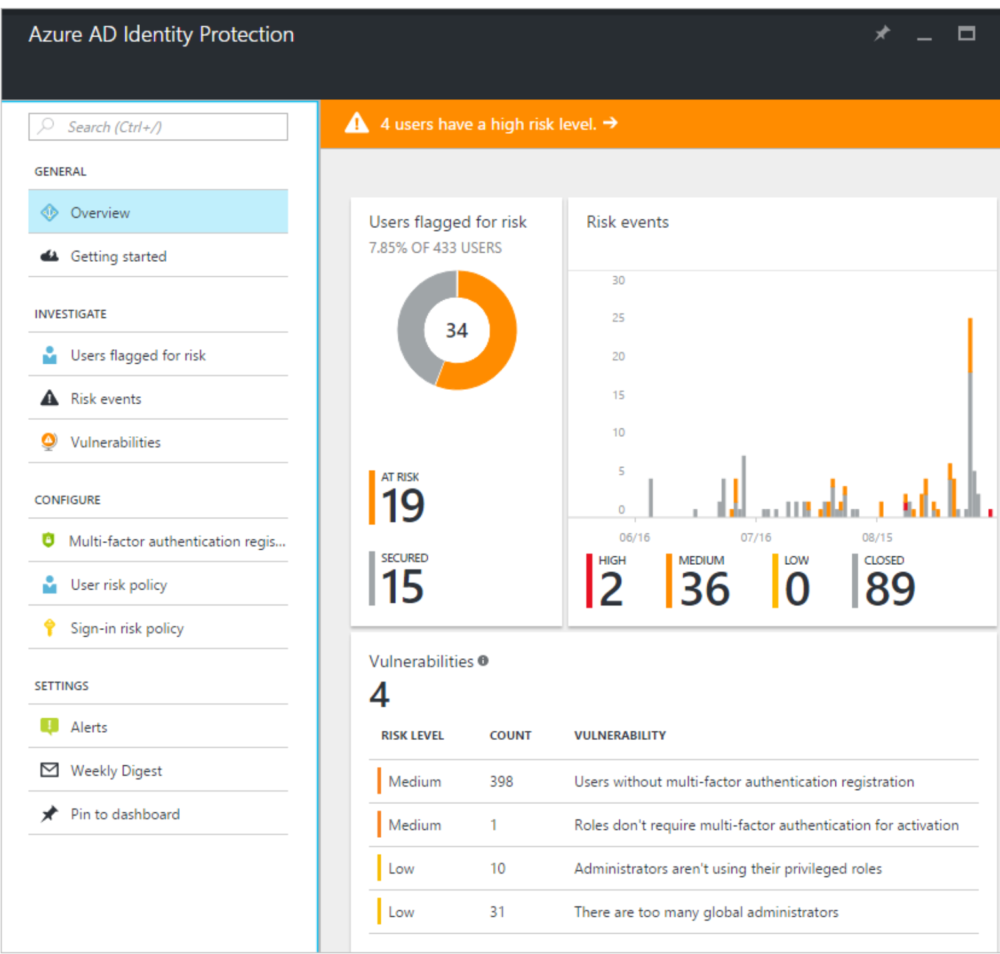 Azure AD Identity Protection
Search (Ctrl+/)
GENERAL
Overview
Getting started
INVESTIGATE
Users flagged for risk
Risk events
Vulnerabilities
CONFIGURE
Multi-factor authentication regis...
User risk policy
Sign-in risk policy
SETTINGS
Alerts
Weekly Digest
Pin to dashboard
4 users have a high risk level. →
Users flagged for risk
7.85% OF 433 USERS
34
AT RISK
19
SECURED
15
Risk events
30
25
20
15
10
5
0
06/16 07/16 08/15
HIGH MEDIUM LOW CLOSED
2 36 0 89
Vulnerabilities
4
RISK LEVEL COUNT VULNERABILITY
Medium 398 Users without multi-factor authentication registration
Medium 1 Roles don't require multi-factor authentication for activation
Low 10 Administrators aren't using their privileged roles
Low 31 There are too many global administrators